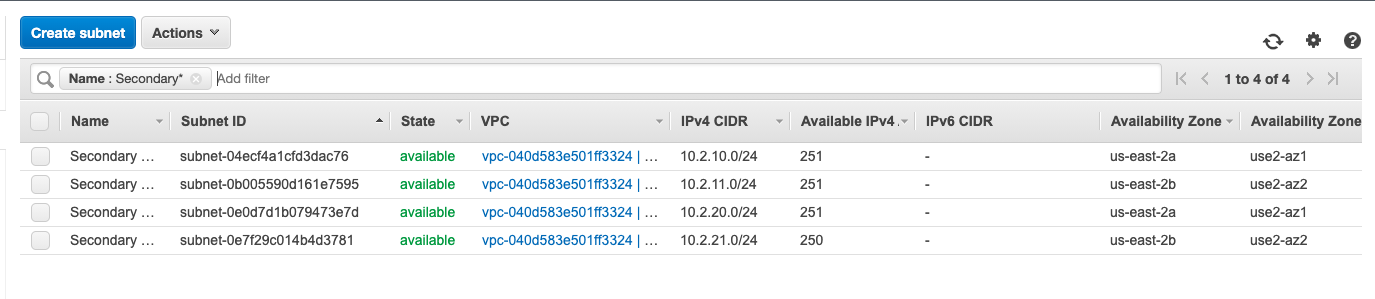 Create subnet Actions
Name : Secondary* Add filter 1 to 4 of 4
Name Subnet ID State VPC IPv4 CIDR Available IPv4 . IPv6 CIDR Availability Zone Availability Zone
Secondary ... subnet-04ecf4a1cfd3dac76 available vpc-040d583e501ff3324 | ... 10.2.10.0/24 251 - us-east-2a use2-az1
Secondary ... subnet-0b005590d161e7595 available vpc-040d583e501ff3324 | ... 10.2.11.0/24 251 - us-east-2b use2-az2
Secondary ... subnet-0e0d7d1b079473e7d available vpc-040d583e501ff3324 | ... 10.2.20.0/24 251 - us-east-2a use2-az1
Secondary ... subnet-0e7f29c014b4d3781 available vpc-040d583e501ff3324 | ... 10.2.21.0/24 250 - us-east-2b use2-az2